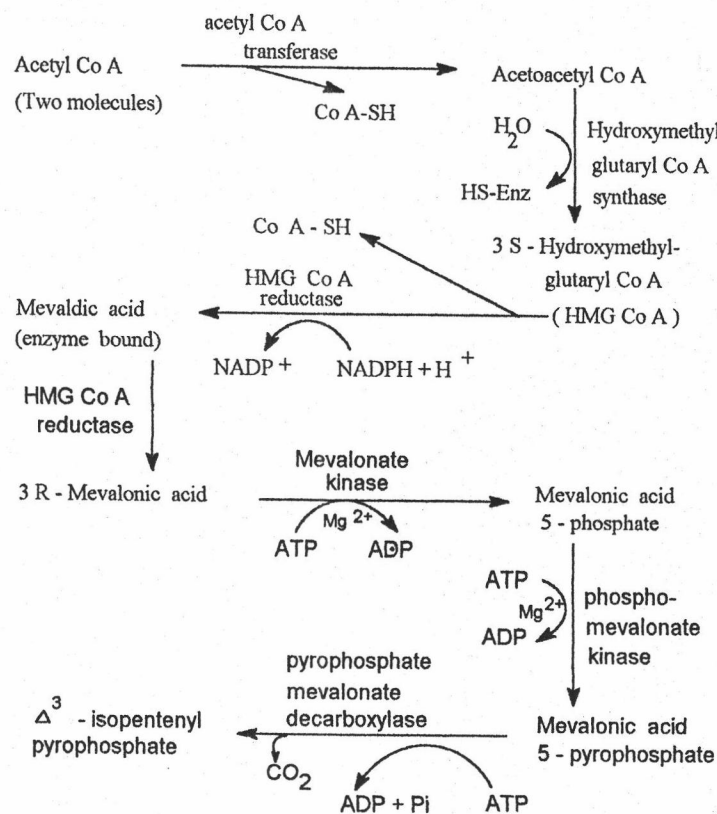 acetyl Co A
transferase
Acetyl Co A
(Two molecules)
Co A-SH
Acetoacetyl Co A
H2O
HS-Enz
Hydroxymethyl
glutaryl Co A
synthase
Co A - SH
3 S - Hydroxymethyl-
glutaryl Co A
( HMG Co A )
HMG Co A
reductase
Mevaldic acid
(enzyme bound)
NADP +
NADPH + H +
HMG Co A
reductase
3 R - Mevalonic acid
Mevalonate
kinase
Mg 2+
ATP
ADP
Mevalonic acid
5 - phosphate
ATP
Mg2+
ADP
phospho-
mevalonate
kinase
pyrophosphate
mevalonate
decarboxylase
Δ3 - isopentenyl
pyrophosphate
CO2
ADP + Pi
ATP
Mevalonic acid
5 - pyrophosphate